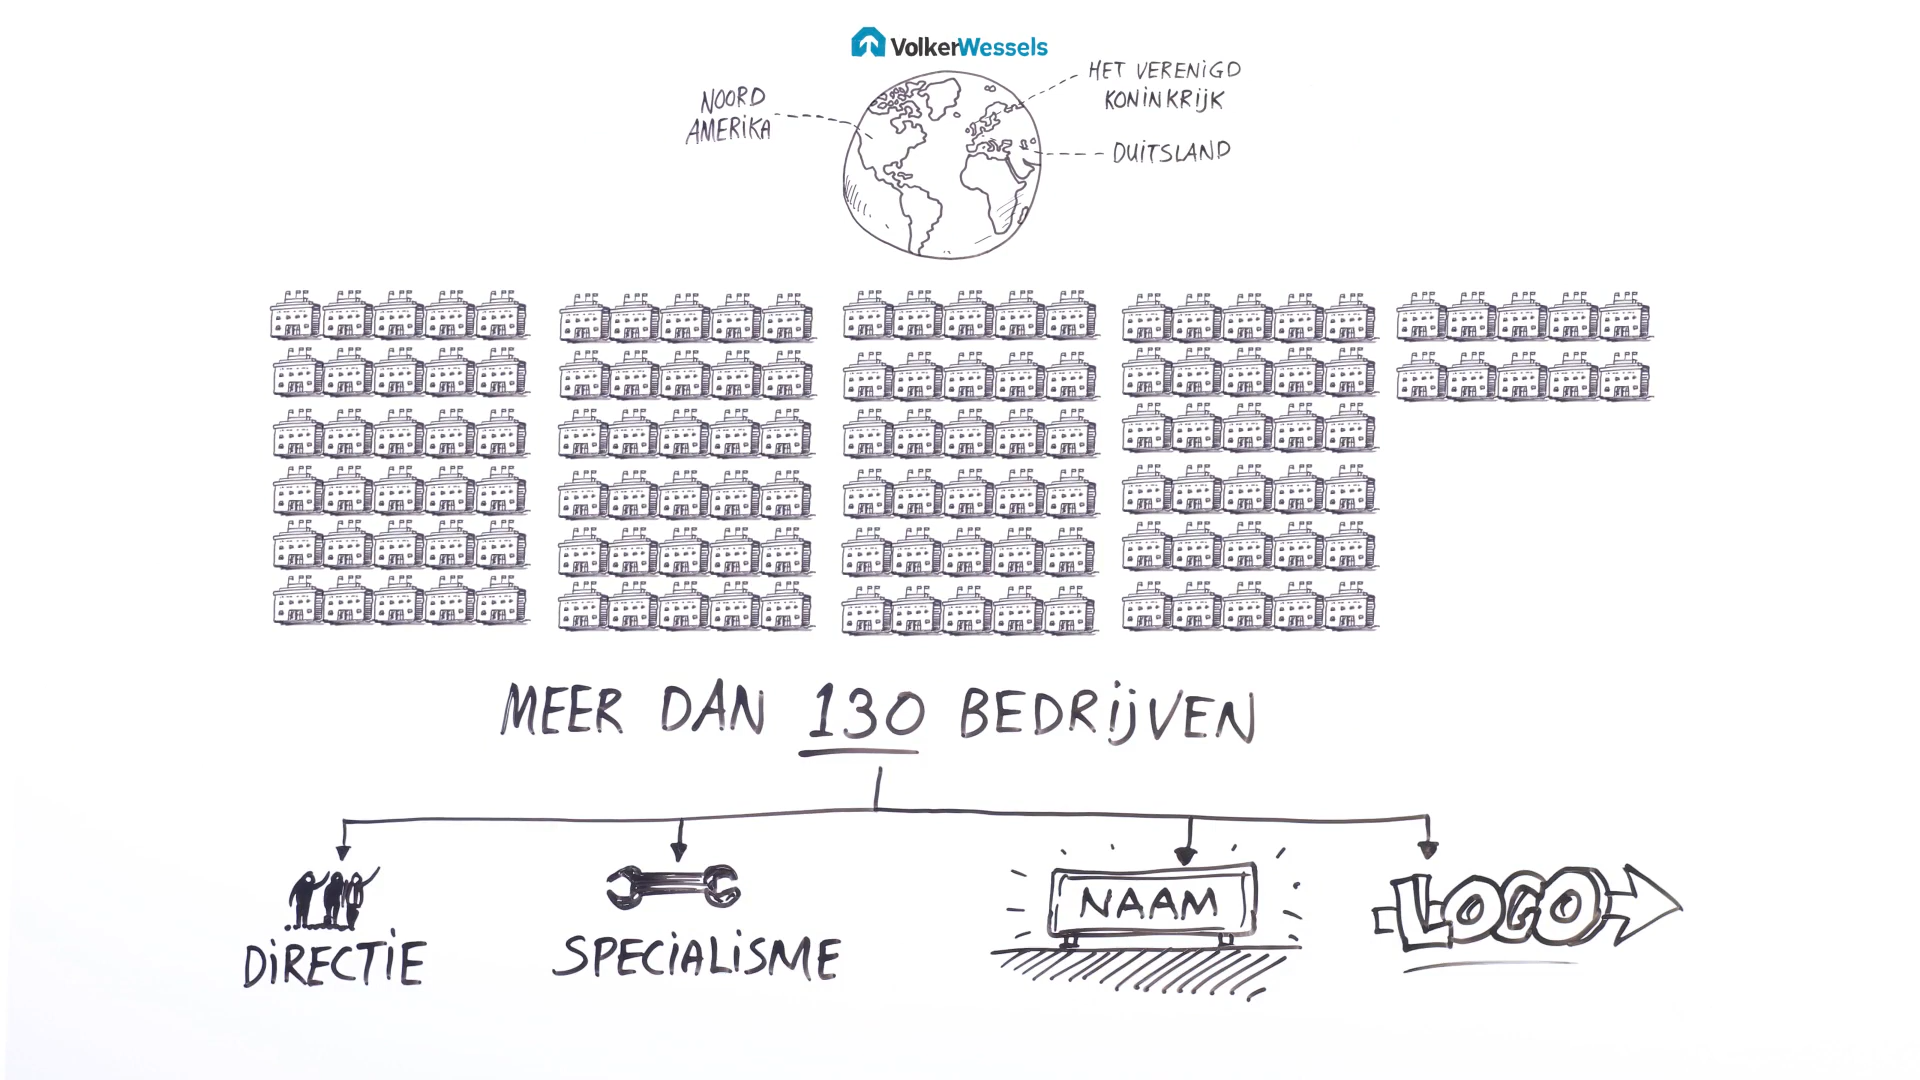 VolkerWessels
NOORD
AMERIKA
HET VERENIGD
KONINKRIJK
DUITSLAND
MEER DAN 130 BEDRIJVEN
DIRECTIE
SPECIALISME
NAAM
LOGO